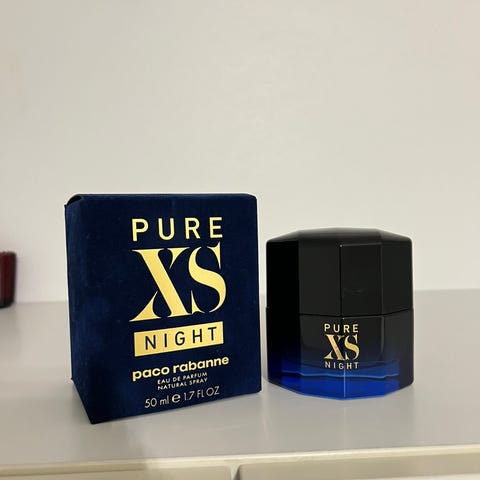 PURE
XS
NIGHT
paco rabanne
EAU DE PARFUM
NATURAL SPRAY
50 ml e 1.7 FL OZ
PURE
XS
NIGHT